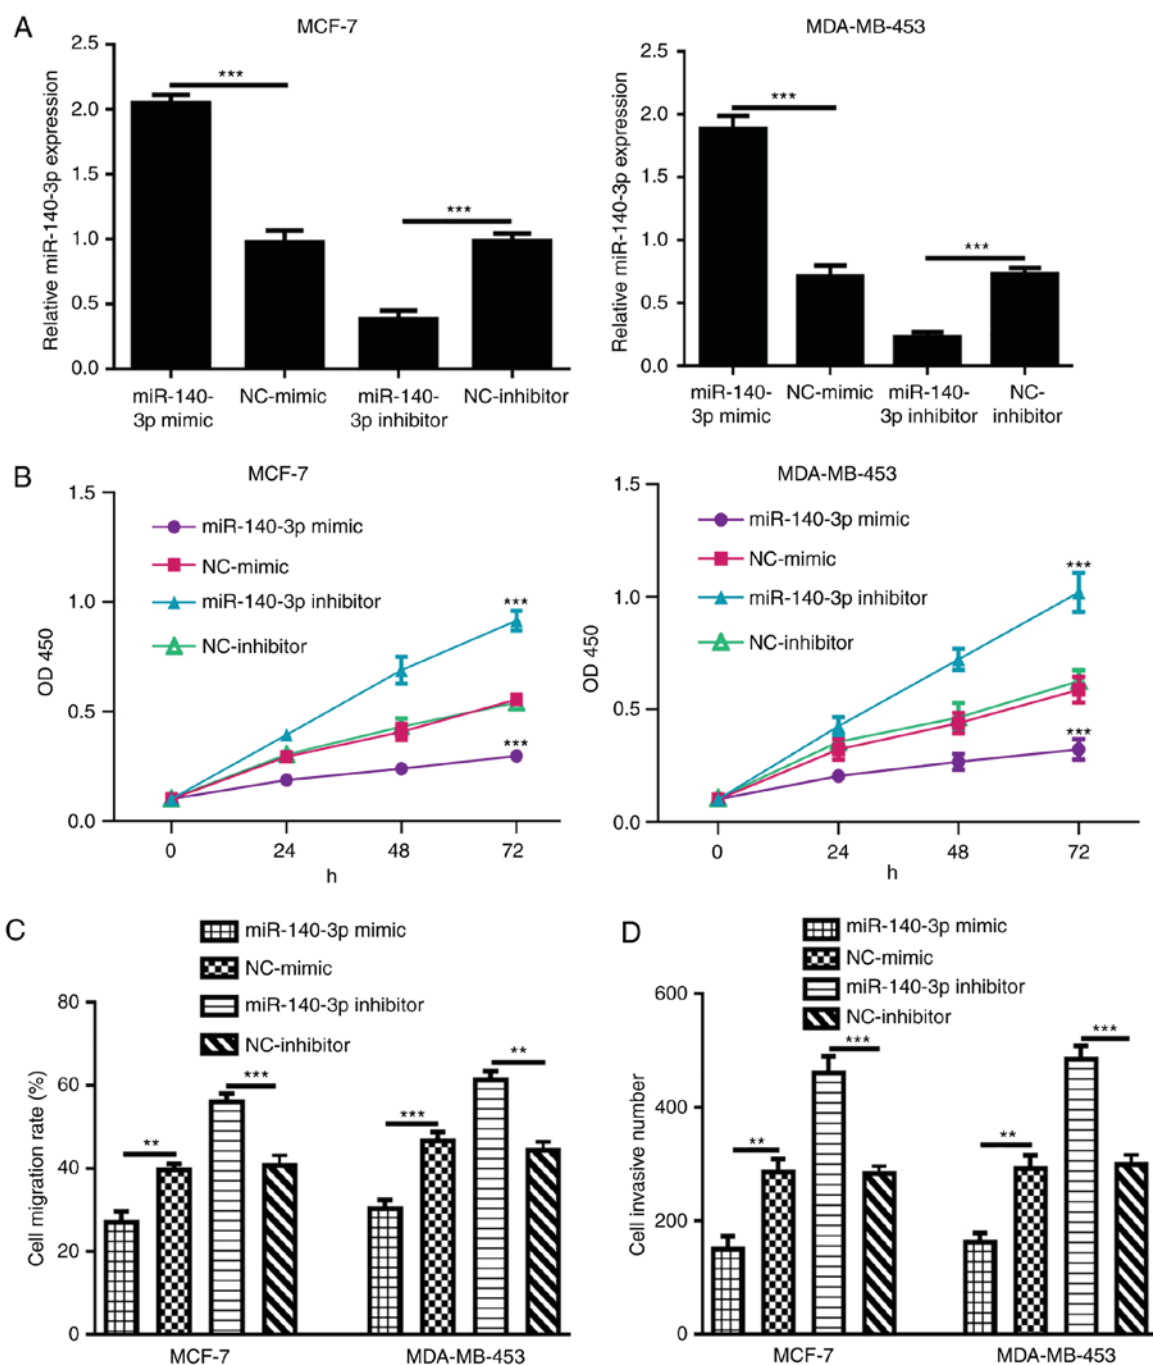 A
MCF-7
Relative miR-140-3p expression
2.5
2.0
1.5
1.0
0.5
0.0
***
***
miR-140-
3p mimic
NC-mimic
miR-140-
3p inhibitor
NC-inhibitor
MDA-MB-453
Relative miR-140-3p expression
2.5
2.0
1.5
1.0
0.5
0.0
***
***
miR-140-
3p mimic
NC-mimic
miR-140-
3p inhibitor
NC-
inhibitor
B
MCF-7
OD 450
1.5
1.0
0.5
0.0
miR-140-3p mimic
NC-mimic
miR-140-3p inhibitor
NC-inhibitor
***
***
0
24
48
72
h
MDA-MB-453
OD 450
1.5
1.0
0.5
0.0
miR-140-3p mimic
NC-mimic
miR-140-3p inhibitor
NC-inhibitor
***
***
0
24
48
72
h
C
miR-140-3p mimic
NC-mimic
miR-140-3p inhibitor
NC-inhibitor
Cell migration rate (%)
80
60
40
20
0
**
***
***
**
MCF-7
MDA-MB-453
D
miR-140-3p mimic
NC-mimic
miR-140-3p inhibitor
NC-inhibitor
Cell invasive number
600
400
200
0
**
***
**
***
MCF-7
MDA-MB-453